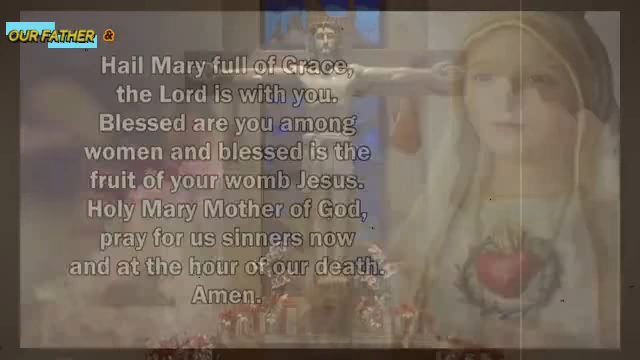 OUR FATHER &
Hail Mary full of Grace,
the Lord is with you.
Blessed are you among
women and blessed is the
fruit of your womb Jesus.
Holy Mary Mother of God,
pray for us sinners now
and at the hour of our death.
Amen.